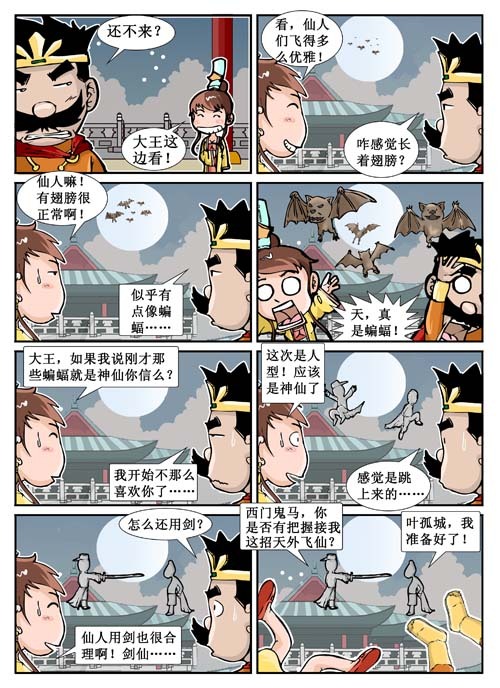 还不来？
大王这
边看！
看，仙人
们飞得多
么优雅！
咋感觉长
着翅膀？
仙人嘛！
有翅膀很
正常啊！
似乎有
点像蝙
蝠……
天，真
是蝙蝠！
大王，如果我说刚才那
些蝙蝠就是神仙你信么？
我开始不那么
喜欢你了……
这次是人
型！应该
是神仙了
感觉是跳
上来的……
怎么还用剑？
仙人用剑也很合
理啊！剑仙……
西门鬼马，你
是否有把握接我
这招天外飞仙？
叶孤城，我
准备好了！